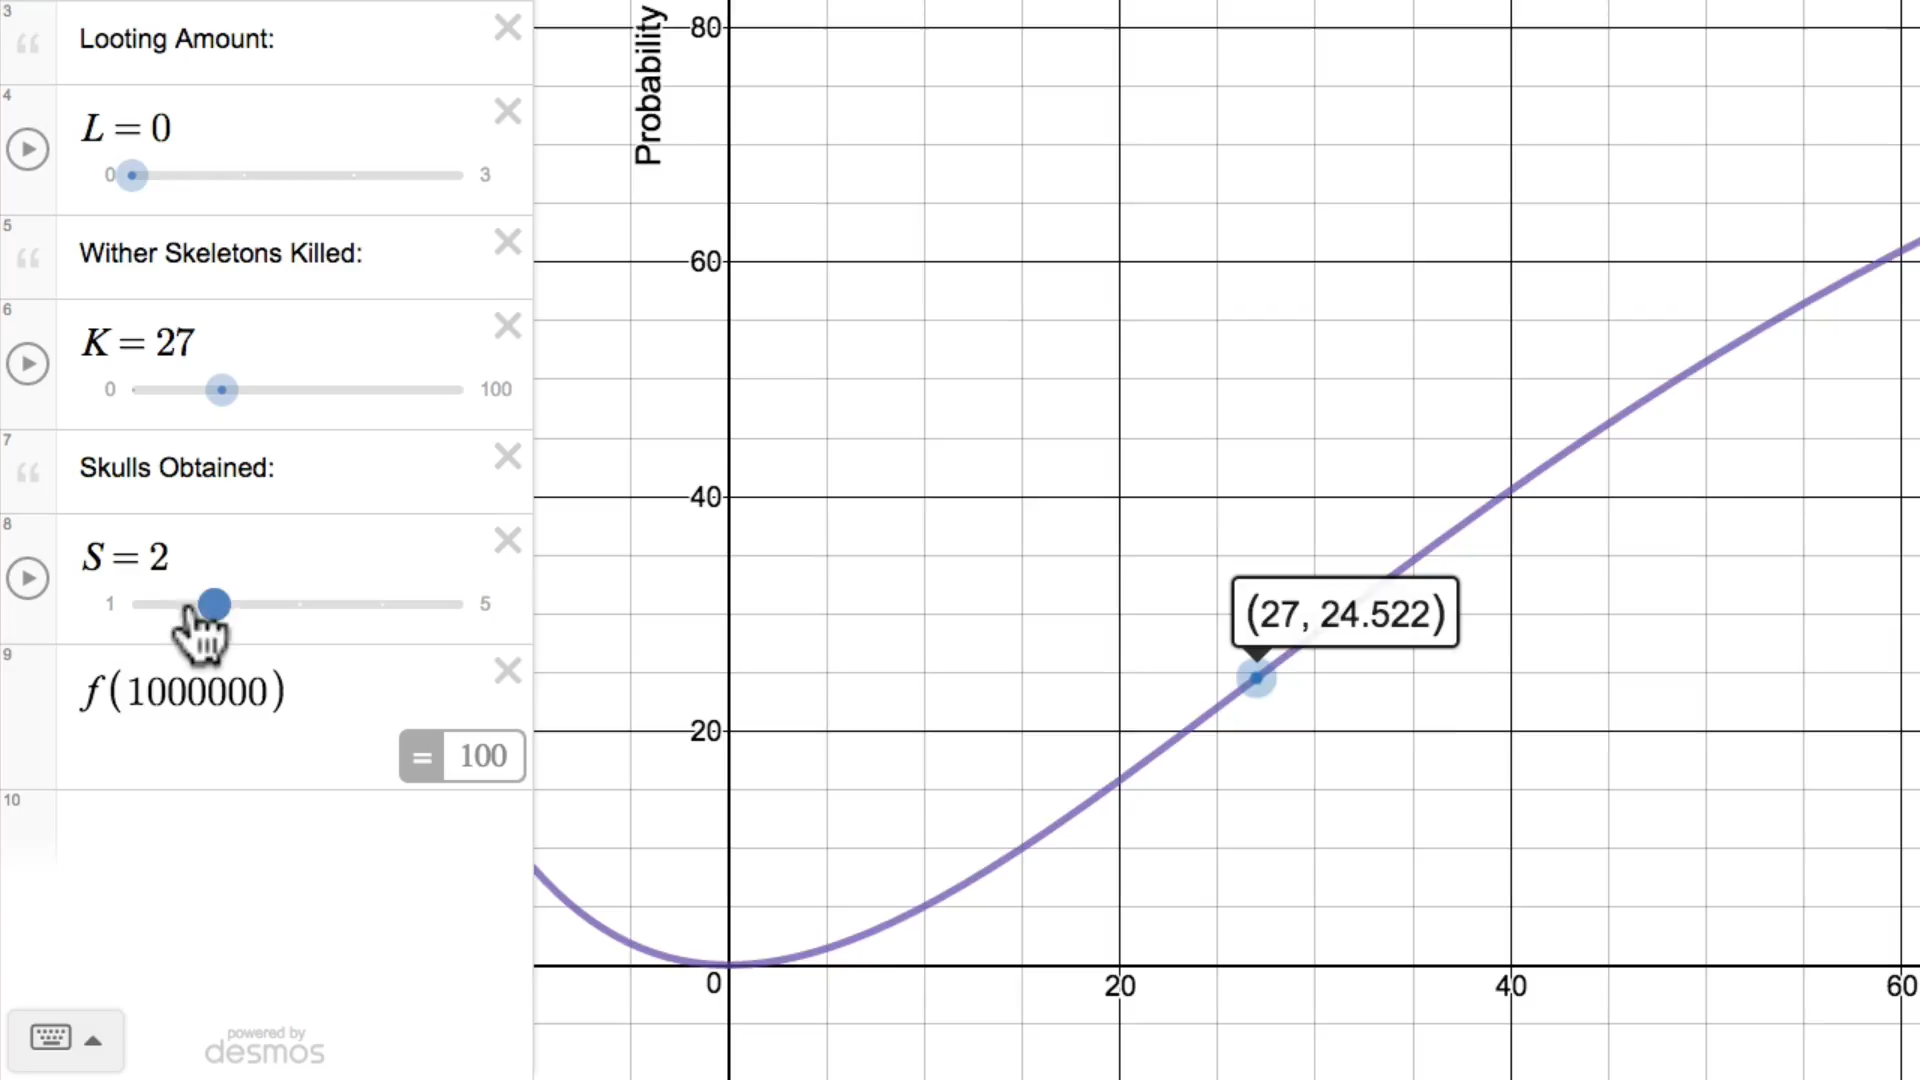 3
Looting Amount:
4
L = 0
0 3
5
Wither Skeletons Killed:
6
K = 27
0 100
7
Skulls Obtained:
8
S = 2
1 5
9
f(1000000)
= 100
10
powered by
desmos
Probability
80
60
40
20
0
20
40
60
(27, 24.522)